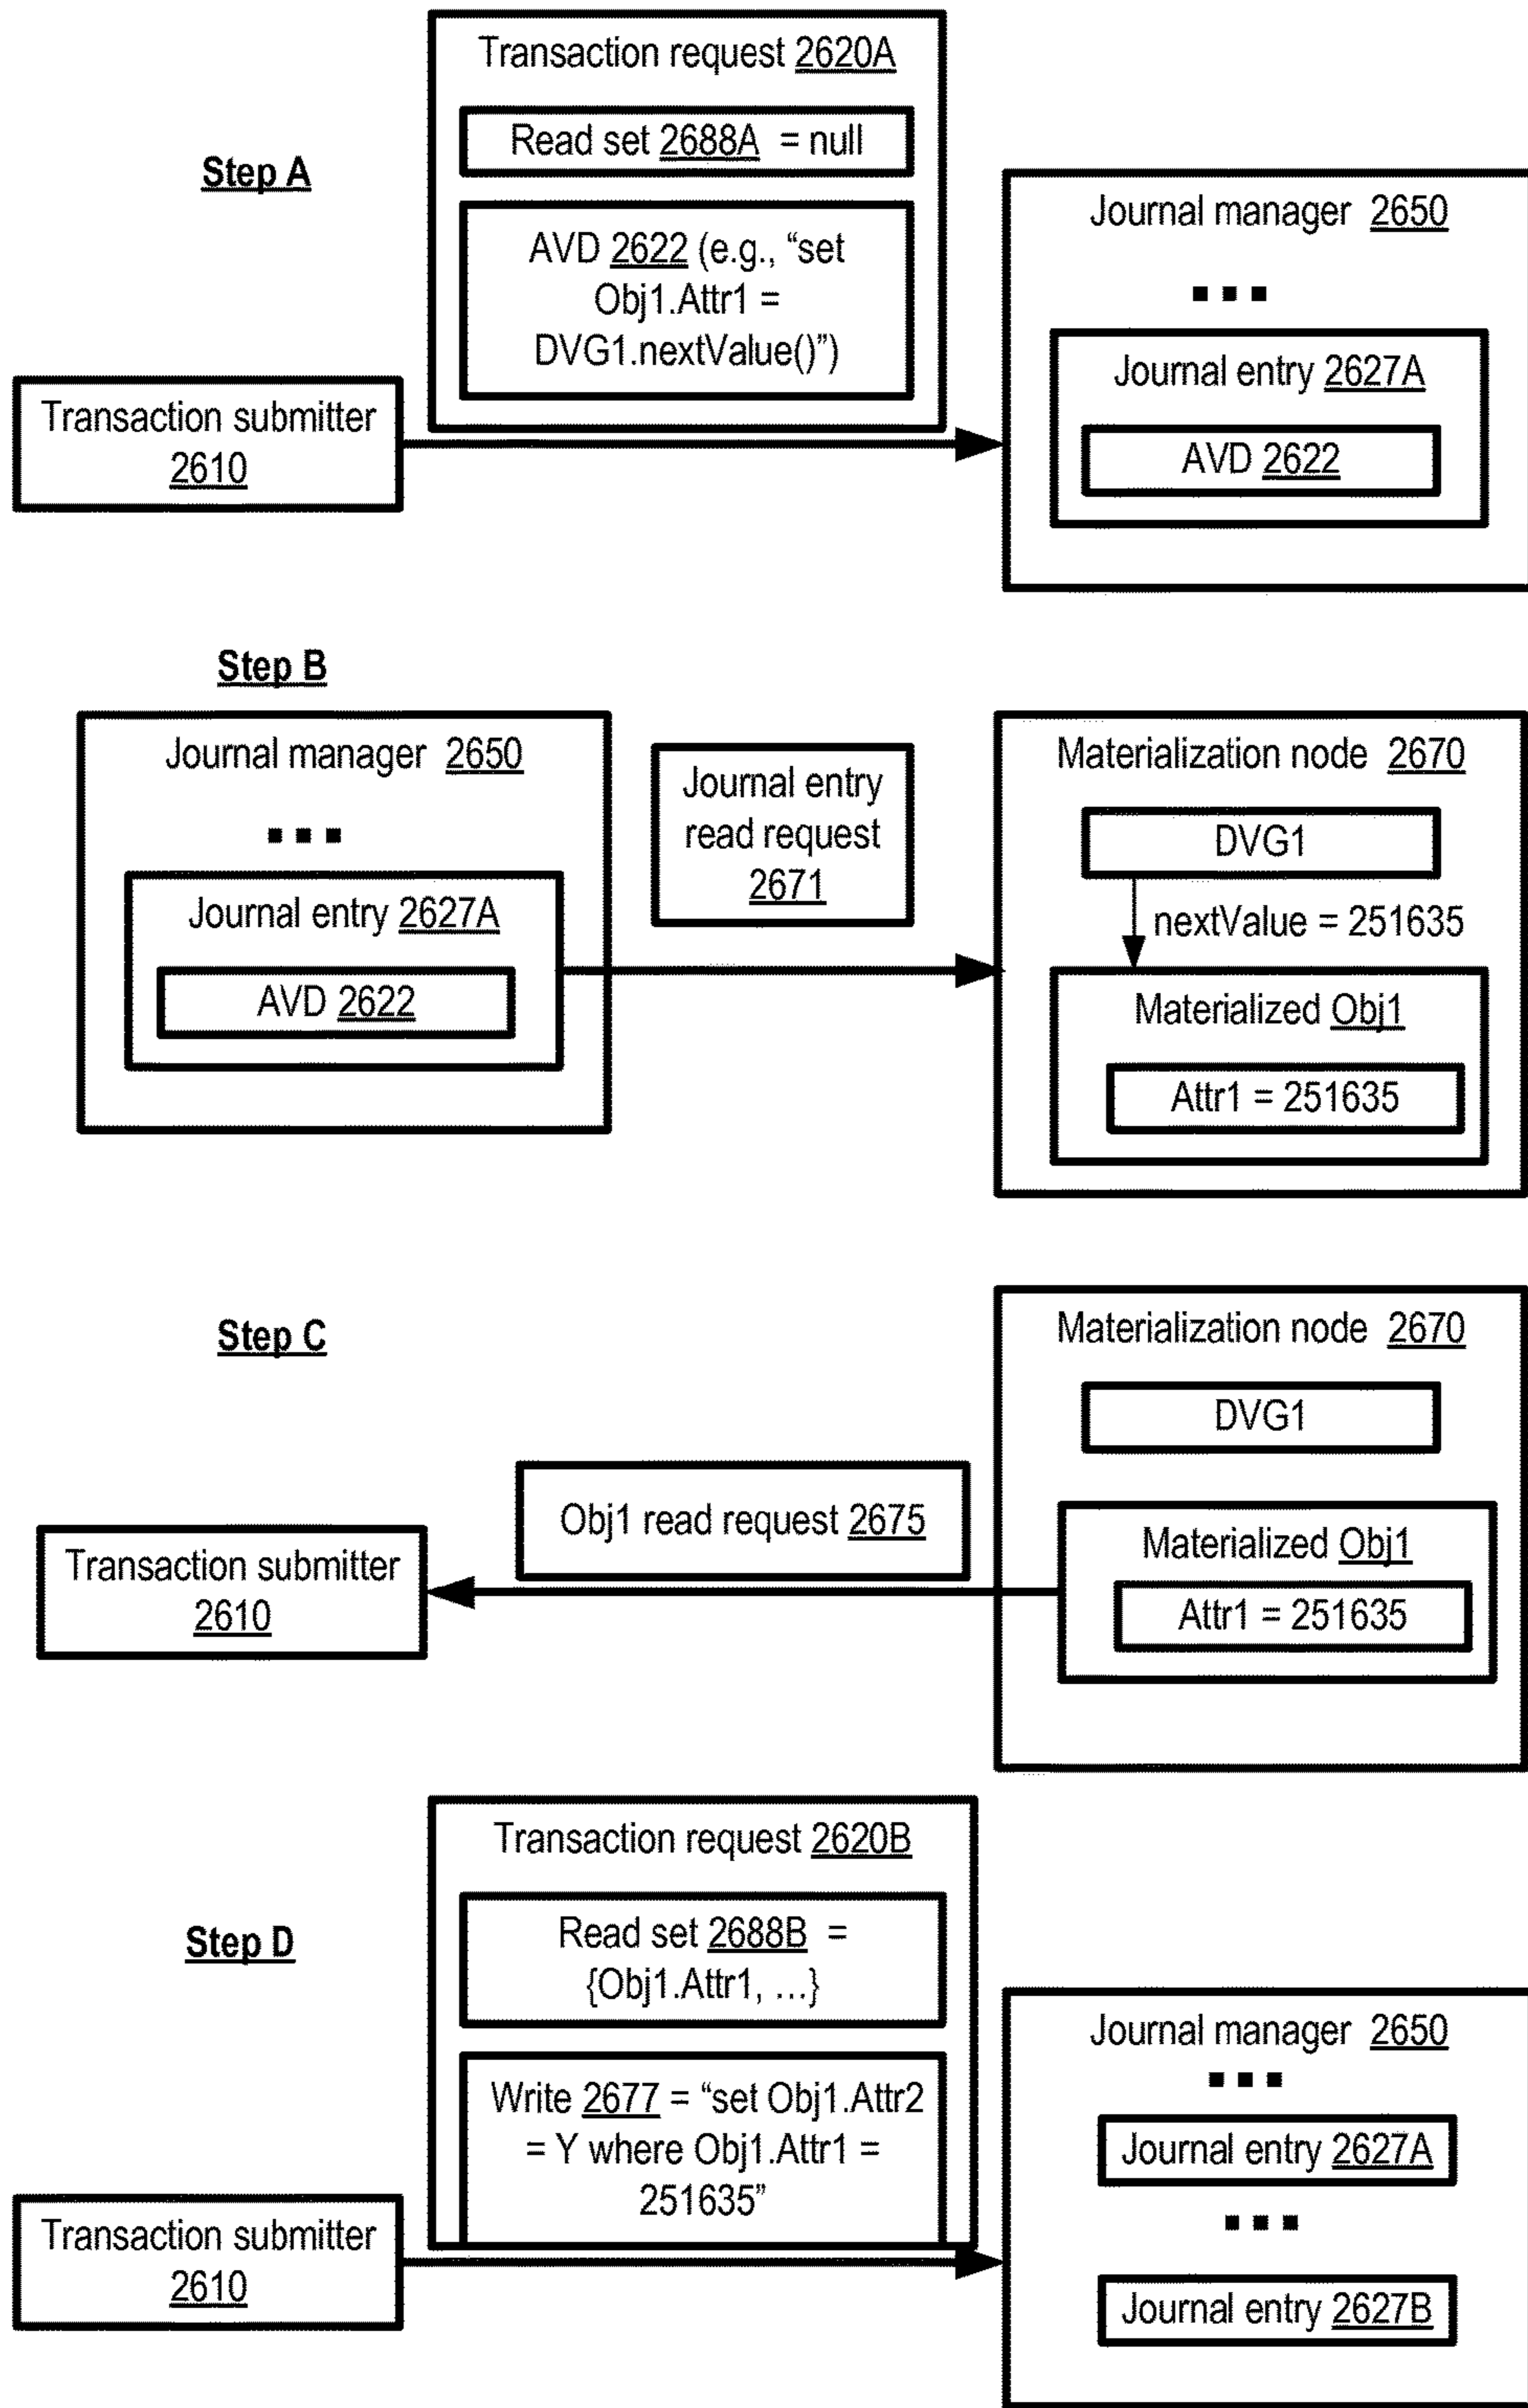 Transaction request 2620A
Read set 2688A = null
Step A
AVD 2622 (e.g., “set
Obj1.Attr1 =
DVG1.nextValue()”)
Transaction submitter
2610
Journal manager 2650
Journal entry 2627A
AVD 2622
Step B
Journal manager 2650
Journal entry 2627A
AVD 2622
Journal entry
read request
2671
Materialization node 2670
DVG1
nextValue = 251635
Materialized Obj1
Attr1 = 251635
Step C
Materialization node 2670
DVG1
Obj1 read request 2675
Materialized Obj1
Attr1 = 251635
Transaction submitter
2610
Transaction request 2620B
Step D
Read set 2688B =
{Obj1.Attr1, ...}
Write 2677 = “set Obj1.Attr2
= Y where Obj1.Attr1 =
251635”
Transaction submitter
2610
Journal manager 2650
Journal entry 2627A
Journal entry 2627B